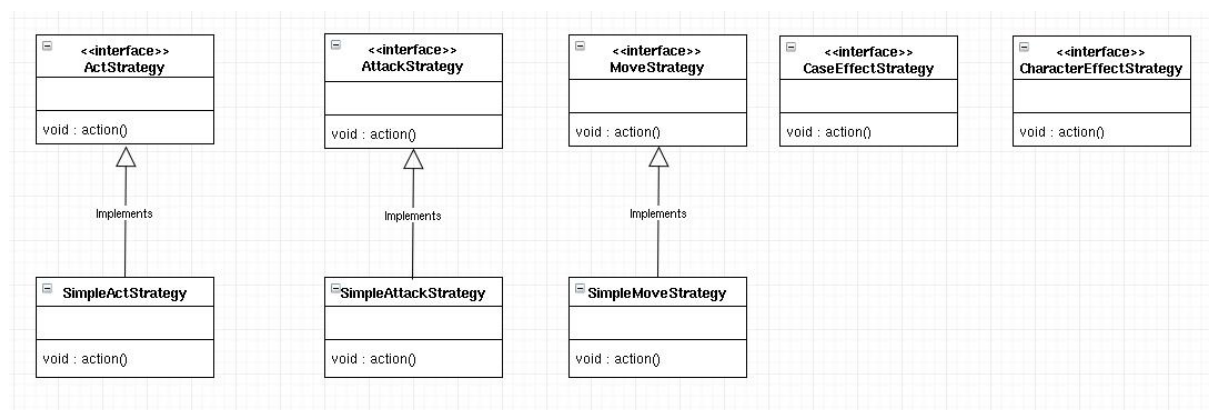 <<interface>>
ActStrategy
void : action()
<<interface>>
AttackStrategy
void : action()
<<interface>>
MoveStrategy
void : action()
<<interface>>
CaseEffectStrategy
void : action()
<<interface>>
CharacterEffectStrategy
void : action()
Implements
Implements
Implements
SimpleActStrategy
void : action()
SimpleAttackStrategy
void : action()
SimpleMoveStrategy
void : action()